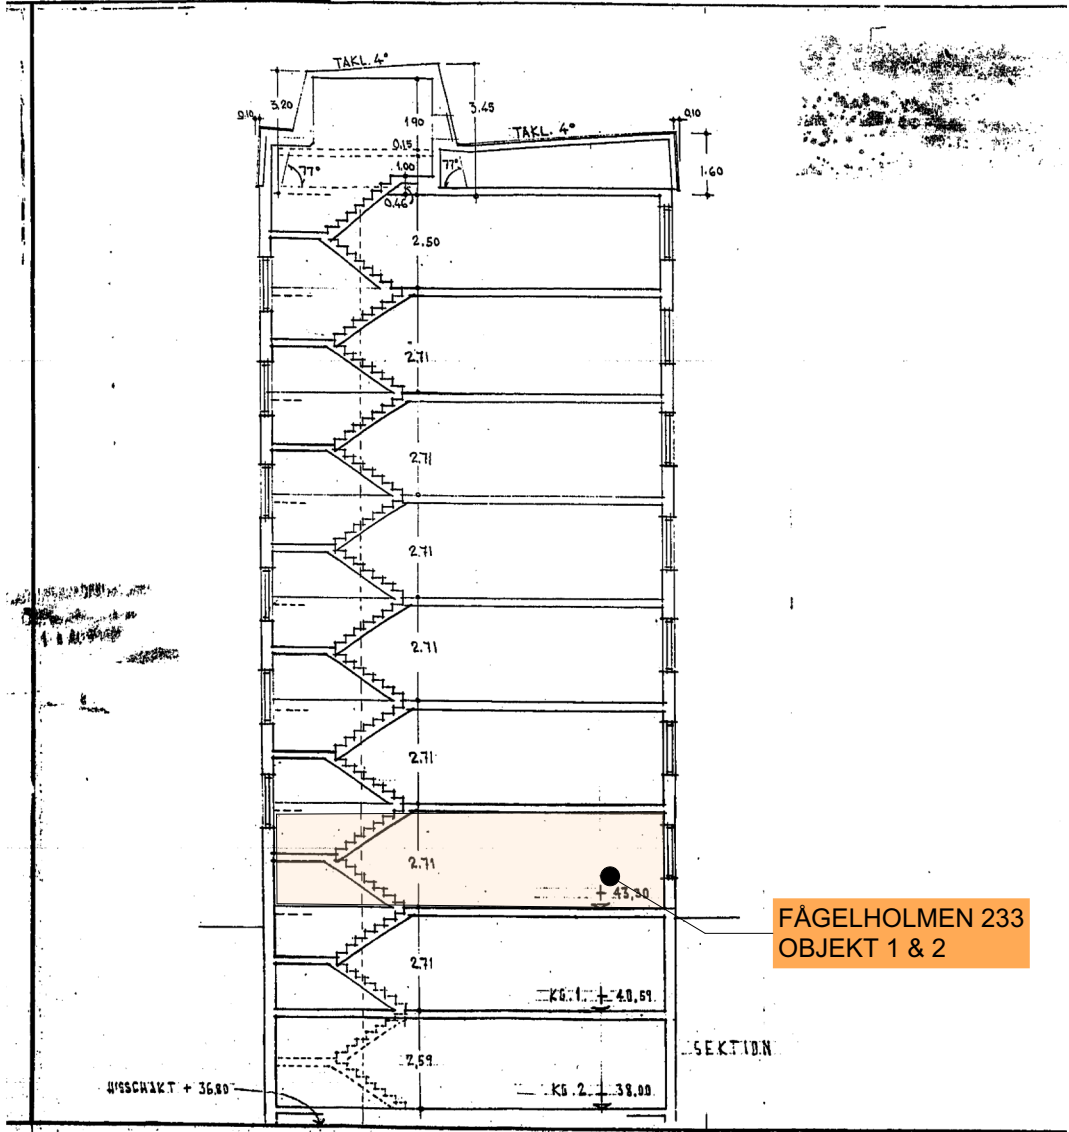 TAKL. 4°
3.20
3.45
0,10
1.90
TAKL. 4°
0,10
0.15
77°
1.00
77°
1.60
0.46
2.50
2.71
2.71
2.71
2.71
2.71
2.71
+ 43,30
FÅGELHOLMEN 233
OBJEKT 1 & 2
2.71
KG. 1. + 40,59
2,59
SEKTION
HISSCHAKT + 36.80
KG. 2. + 38,00